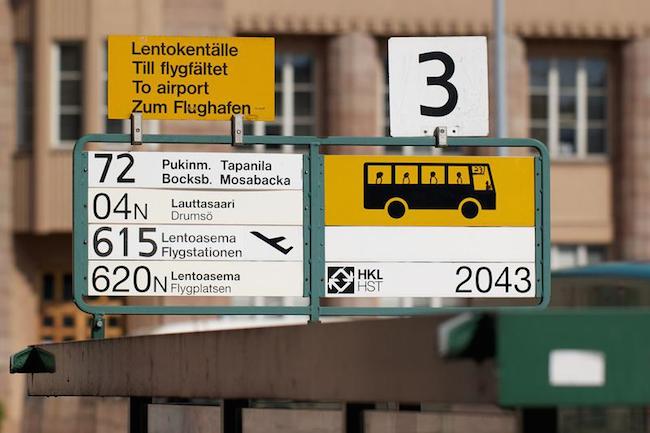 Lentokentälle
Till flygfältet
To airport
Zum Flughafen
3
72 Pukinm. Tapanila
Bocksb. Mosabacka
04N Lauttasaari
Drumsö
615 Lentoasema
Flygstationen
620N Lentoasema
Flygplatsen
HKL
HST
2043